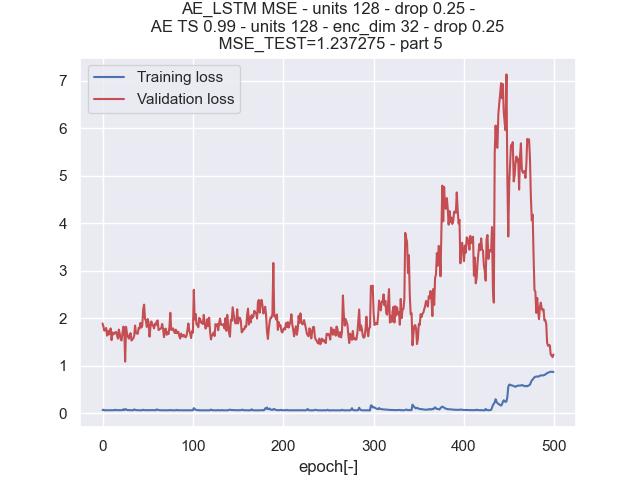 AE_LSTM MSE - units 128 - drop 0.25 -
AE TS 0.99 - units 128 - enc_dim 32 - drop 0.25
MSE_TEST=1.237275 - part 5
Training loss
Validation loss
7
6
5
4
3
2
1
0
0 100 200 300 400 500
epoch[-]